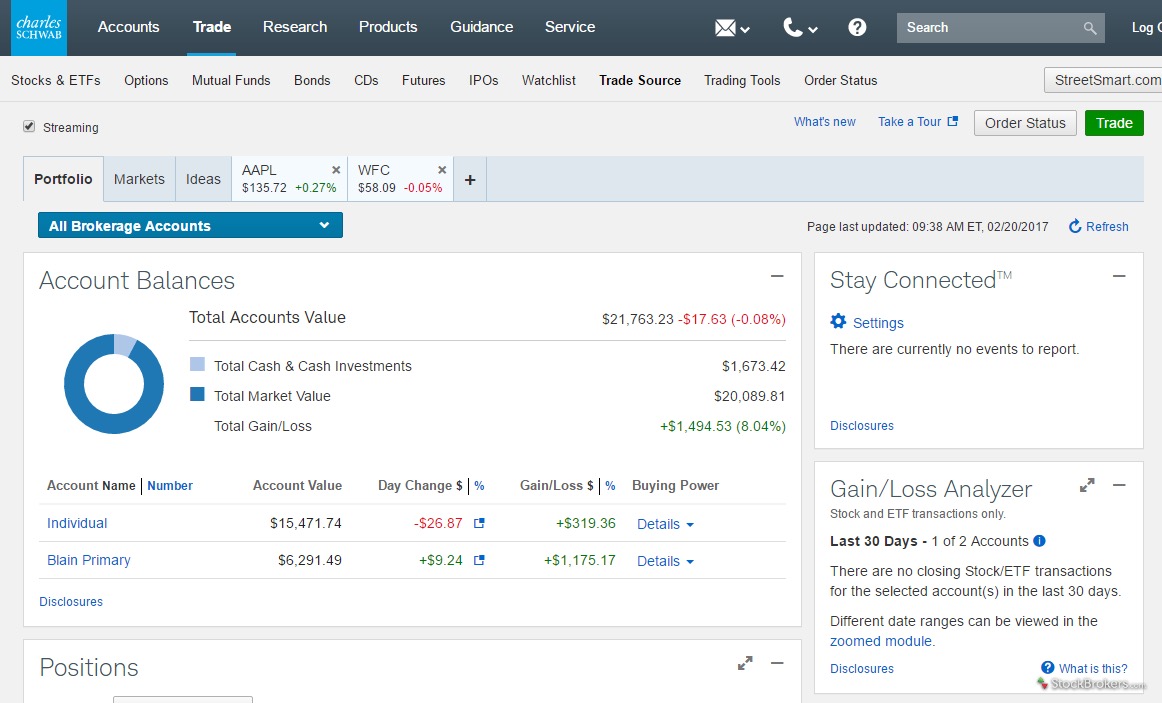 charles
SCHWAB
Accounts Trade Research Products Guidance Service Search Log
Stocks & ETFs Options Mutual Funds Bonds CDs Futures IPOs Watchlist Trade Source Trading Tools Order Status StreetSmart.com
Streaming What's new Take a Tour Order Status Trade
Portfolio Markets Ideas AAPL WFC +
$135.72 +0.27% $58.09 -0.05%
All Brokerage Accounts Page last updated: 09:38 AM ET, 02/20/2017 Refresh
Account Balances
Total Accounts Value $21,763.23 -$17.63 (-0.08%)
Total Cash & Cash Investments $1,673.42
Total Market Value $20,089.81
Total Gain/Loss +$1,494.53 (8.04%)
Account Name | Number Account Value Day Change $ | % Gain/Loss $ | % Buying Power
Individual $15,471.74 -$26.87 +$319.36 Details
Blain Primary $6,291.49 +$9.24 +$1,175.17 Details
Disclosures
Positions
Stay Connected™
Settings
There are currently no events to report.
Disclosures
Gain/Loss Analyzer
Stock and ETF transactions only.
Last 30 Days - 1 of 2 Accounts
There are no closing Stock/ETF transactions
for the selected account(s) in the last 30 days.
Different date ranges can be viewed in the
zoomed module.
Disclosures What is this?
StockBrokers.com